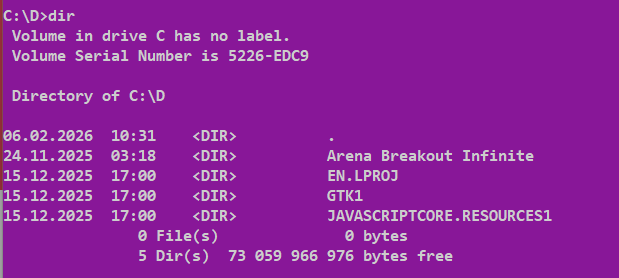 C:\D>dir
 Volume in drive C has no label.
 Volume Serial Number is 5226-EDC9
 Directory of C:\D
06.02.2026  10:31    <DIR>          .
24.11.2025  03:18    <DIR>          Arena Breakout Infinite
15.12.2025  17:00    <DIR>          EN.LPROJ
15.12.2025  17:00    <DIR>          GTK1
15.12.2025  17:00    <DIR>          JAVASCRIPTCORE.RESOURCES1
               0 File(s)              0 bytes
               5 Dir(s)  73 059 966 976 bytes free